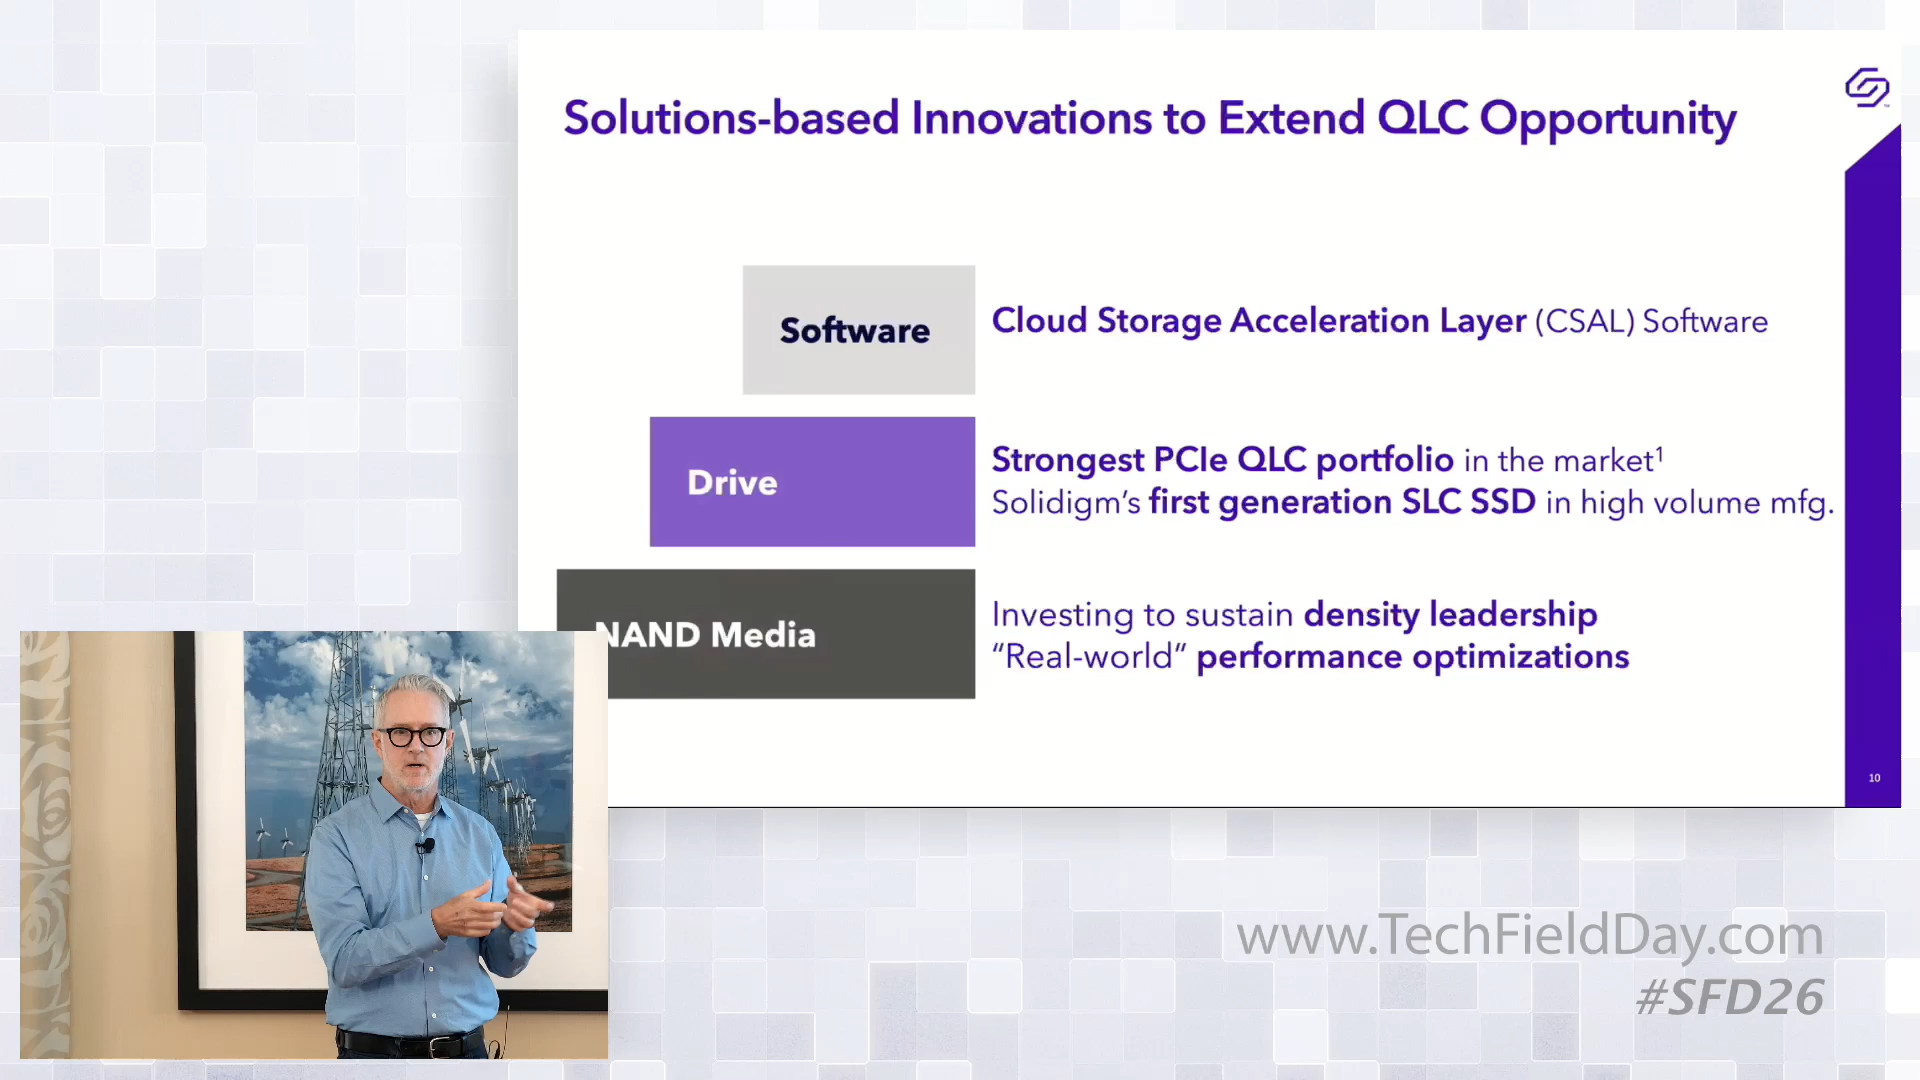 Solutions-based Innovations to Extend QLC Opportunity
Software
Cloud Storage Acceleration Layer (CSAL) Software
Drive
Strongest PCIe QLC portfolio in the market¹
Solidigm’s first generation SLC SSD in high volume mfg.
NAND Media
Investing to sustain density leadership
“Real-world” performance optimizations
10
www.TechFieldDay.com
#SFD26